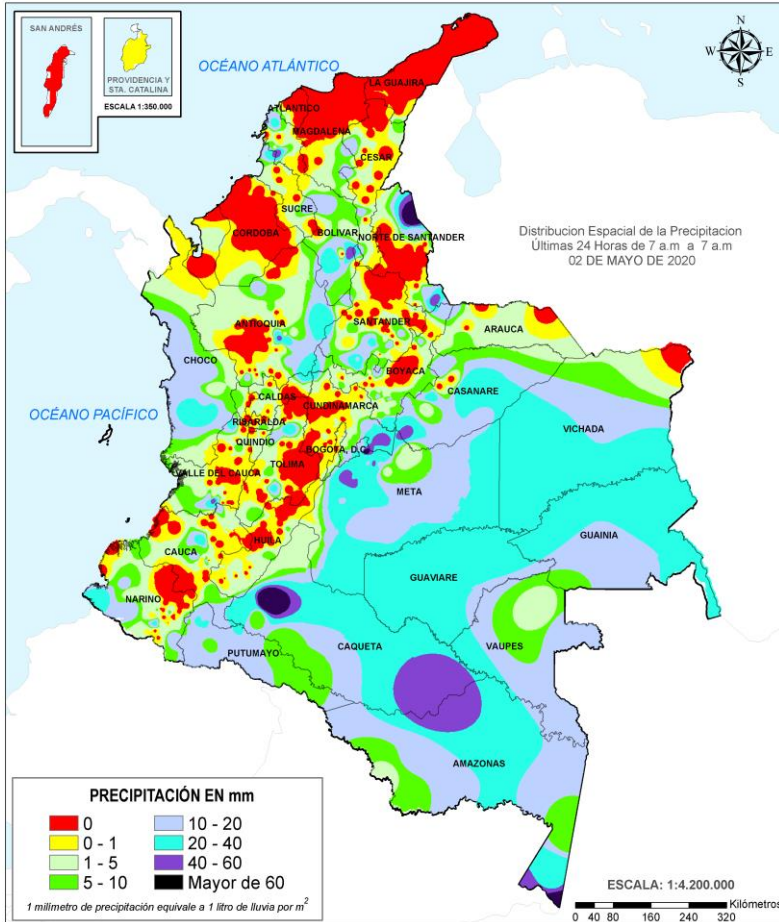 SAN ANDRÉS
PROVIDENCIA Y
STA. CATALINA
ESCALA 1:350.000
N
W
E
S
OCÉANO ATLÁNTICO
LA GUAJIRA
ATLANTICO
MAGDALENA
CESAR
SUCRE
CORDOBA
BOLIVAR
NORTE DE SANTANDER
Distribucion Espacial de la Precipitacion
Últimas 24 Horas de 7 a.m a 7 a.m
02 DE MAYO DE 2020
ANTIOQUIA
SANTANDER
ARAUCA
CHOCO
BOYACA
CASANARE
CALDAS
CUNDINAMARCA
OCÉANO PACÍFICO
RISARALDA
VICHADA
QUINDIO
BOGOTA, D.C.
TOLIMA
VALLE DEL CAUCA
META
GUAINIA
HUILA
CAUCA
GUAVIARE
NARINO
CAQUETA
VAUPES
PUTUMAYO
AMAZONAS
PRECIPITACIÓN EN mm
0
10 - 20
0 - 1
20 - 40
1 - 5
40 - 60
5 - 10
Mayor de 60
1 milímetro de precipitación equivale a 1 litro de lluvia por m²
ESCALA: 1:4.200.000
Kilómetros
0 40 80 160 240 320